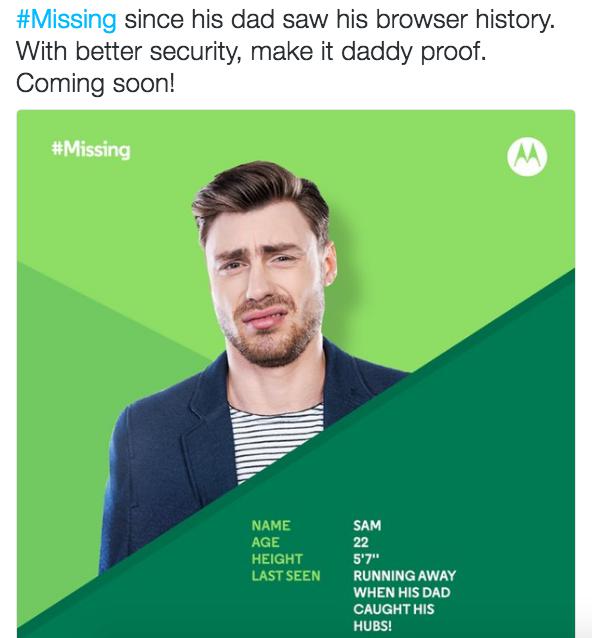 #Missing since his dad saw his browser history.
With better security, make it daddy proof.
Coming soon!
#Missing
NAME SAM
AGE 22
HEIGHT 5'7"
LAST SEEN RUNNING AWAY
WHEN HIS DAD
CAUGHT HIS
HUBS!